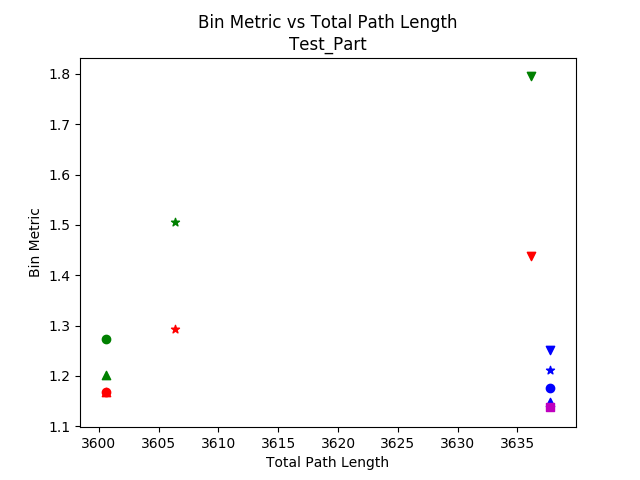 Bin Metric vs Total Path Length
Test_Part
Bin Metric
1.8
1.7
1.6
1.5
1.4
1.3
1.2
1.1
3600 3605 3610 3615 3620 3625 3630 3635
Total Path Length